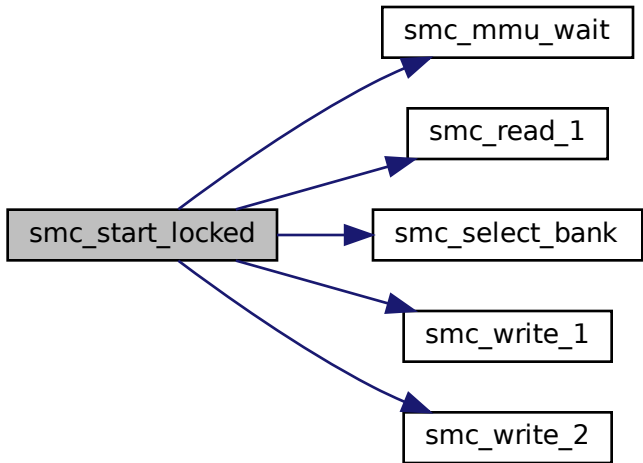 smc_mmu_wait
smc_read_1
smc_start_locked
smc_select_bank
smc_write_1
smc_write_2